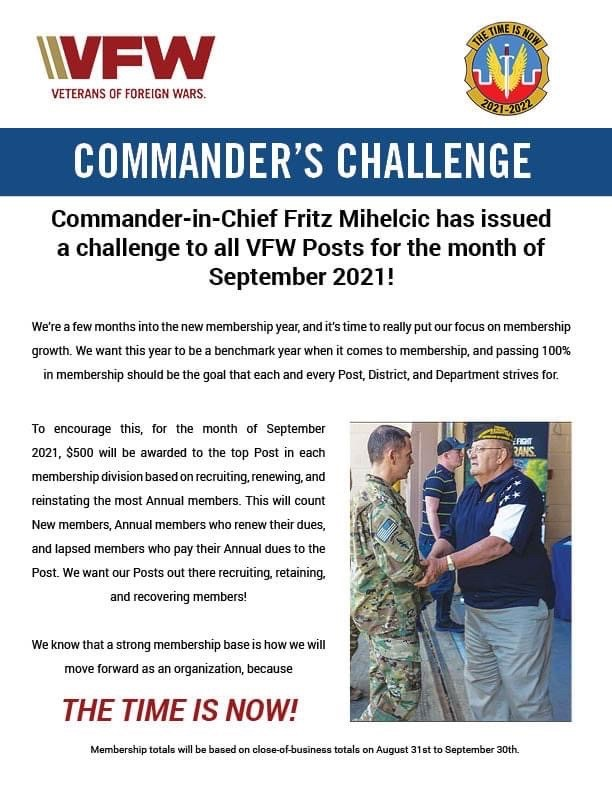 VFW
VETERANS OF FOREIGN WARS.
THE TIME IS NOW
2021-2022
COMMANDER'S CHALLENGE
Commander-in-Chief Fritz Mihelcic has issued
a challenge to all VFW Posts for the month of
September 2021!
We're a few months into the new membership year, and it's time to really put our focus on membership
growth. We want this year to be a benchmark year when it comes to membership, and passing 100%
in membership should be the goal that each and every Post, District, and Department strives for.
To encourage this, for the month of September
2021, $500 will be awarded to the top Post in each
membership division based on recruiting, renewing, and
reinstating the most Annual members. This will count
New members, Annual members who renew their dues,
and lapsed members who pay their Annual dues to the
Post. We want our Posts out there recruiting, retaining,
and recovering members!
E FIGHT
RANS.
We know that a strong membership base is how we will
move forward as an organization, because
THE TIME IS NOW!
Membership totals will be based on close-of-business totals on August 31st to September 30th.